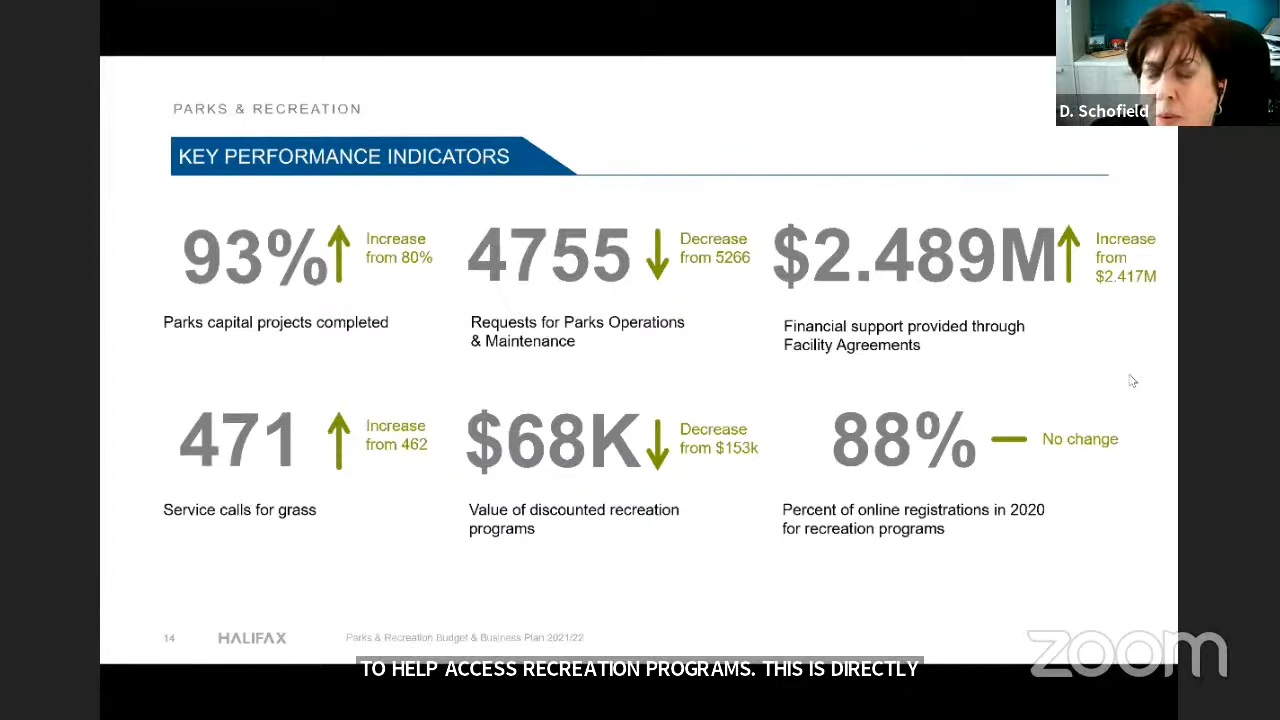 D. Schofield
PARKS & RECREATION
KEY PERFORMANCE INDICATORS
93%
Increase
from 80%
Parks capital projects completed
4755
Decrease
from 5266
Requests for Parks Operations
& Maintenance
$2.489M
Increase
from
$2.417M
Financial support provided through
Facility Agreements
471
Increase
from 462
Service calls for grass
$68K
Decrease
from $153k
Value of discounted recreation
programs
88%
No change
Percent of online registrations in 2020
for recreation programs
14
HALIFAX
Parks & Recreation Budget & Business Plan 2021/22
zoom
TO HELP ACCESS RECREATION PROGRAMS. THIS IS DIRECTLY